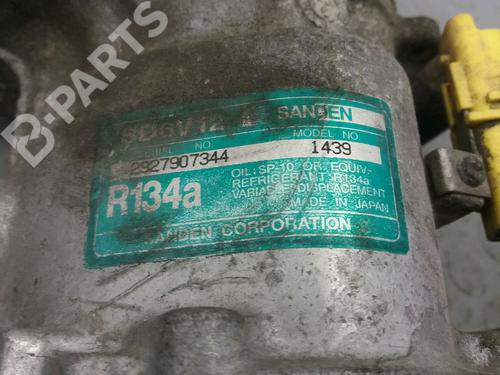 B-PARTS
SANDEN
NO MODEL NO
2927907344 1439
R134a
OIL: SP-10 OR EQUIV.
REFRIGERANT R134a
VARIABLE DISPLACEMENT
MADE IN JAPAN
SANDEN CORPORATION